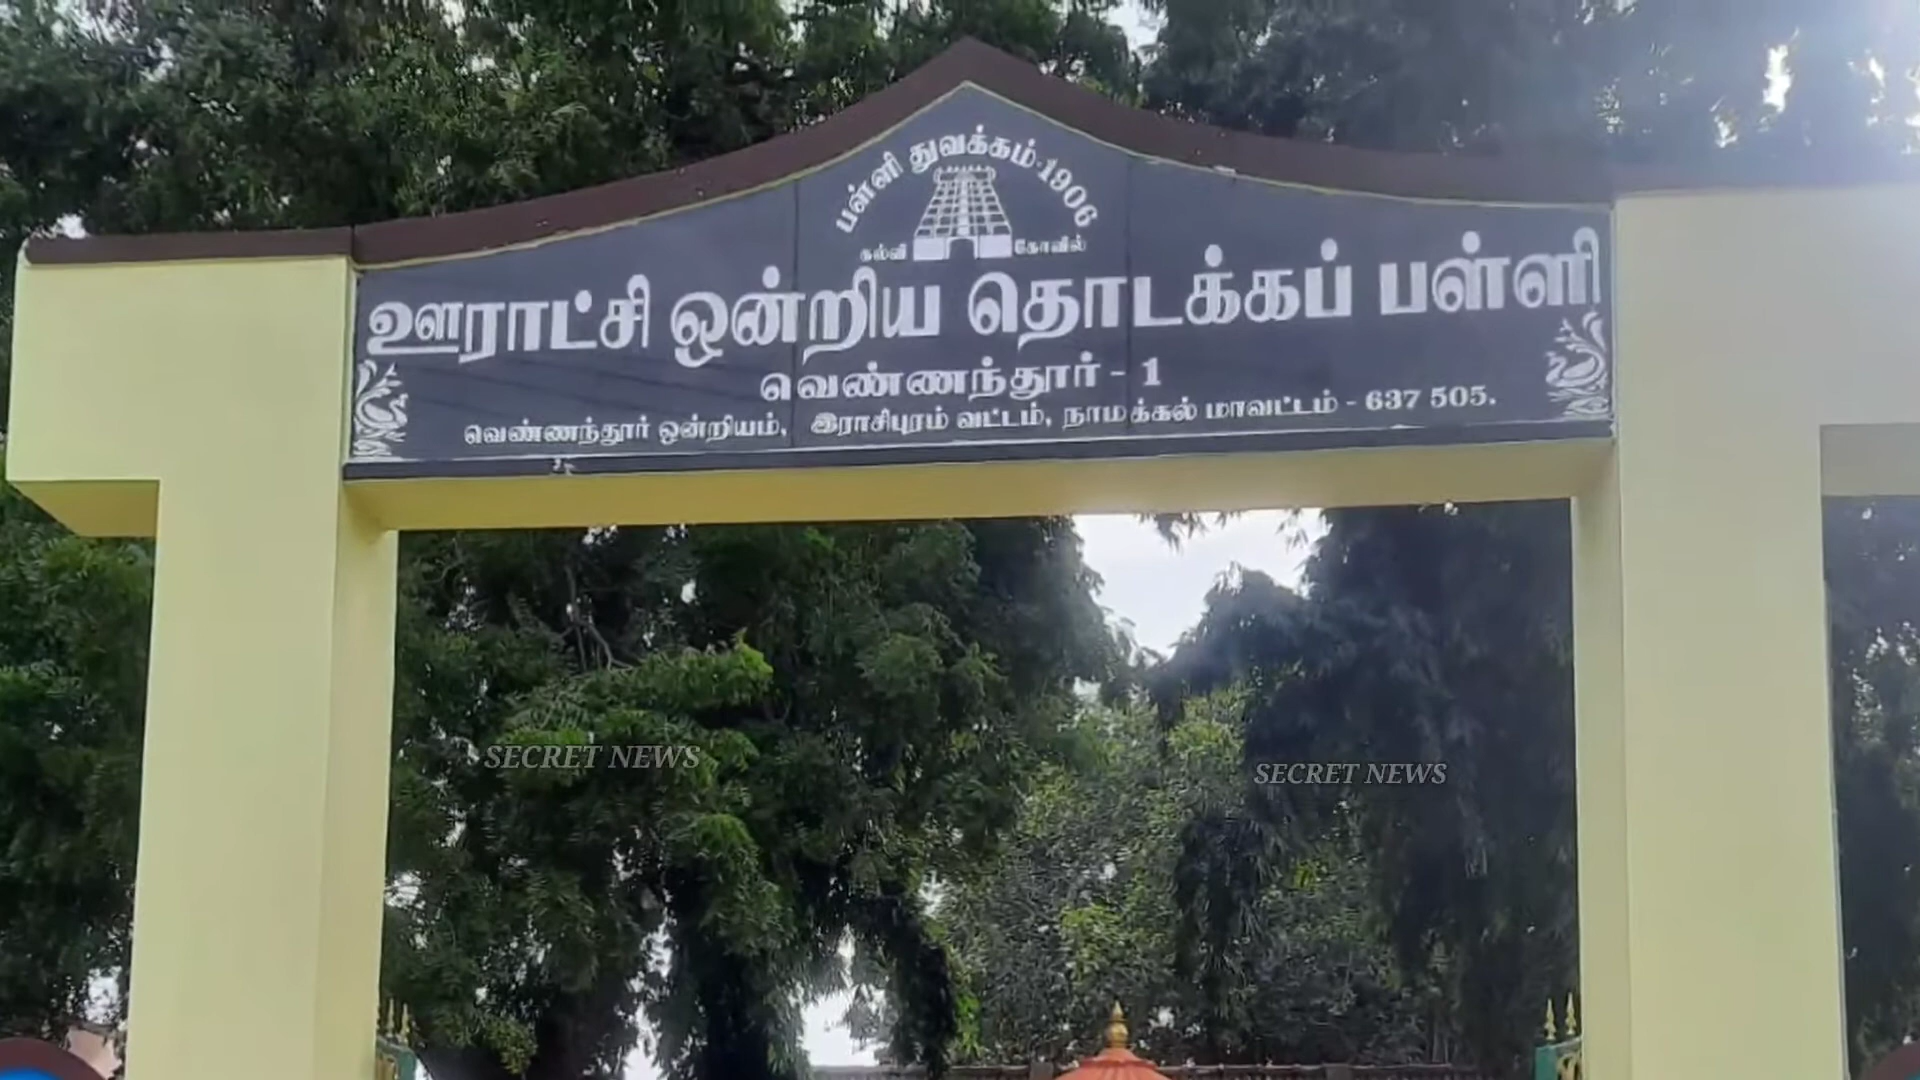 பள்ளி துவக்கம்-1906
கல்வி கோவில்
ஊராட்சி ஒன்றிய தொடக்கப் பள்ளி
வெண்ணந்தூர் - 1
வெண்ணந்தூர் ஒன்றியம், இராசிபுரம் வட்டம், நாமக்கல் மாவட்டம் - 637 505.
SECRET NEWS
SECRET NEWS